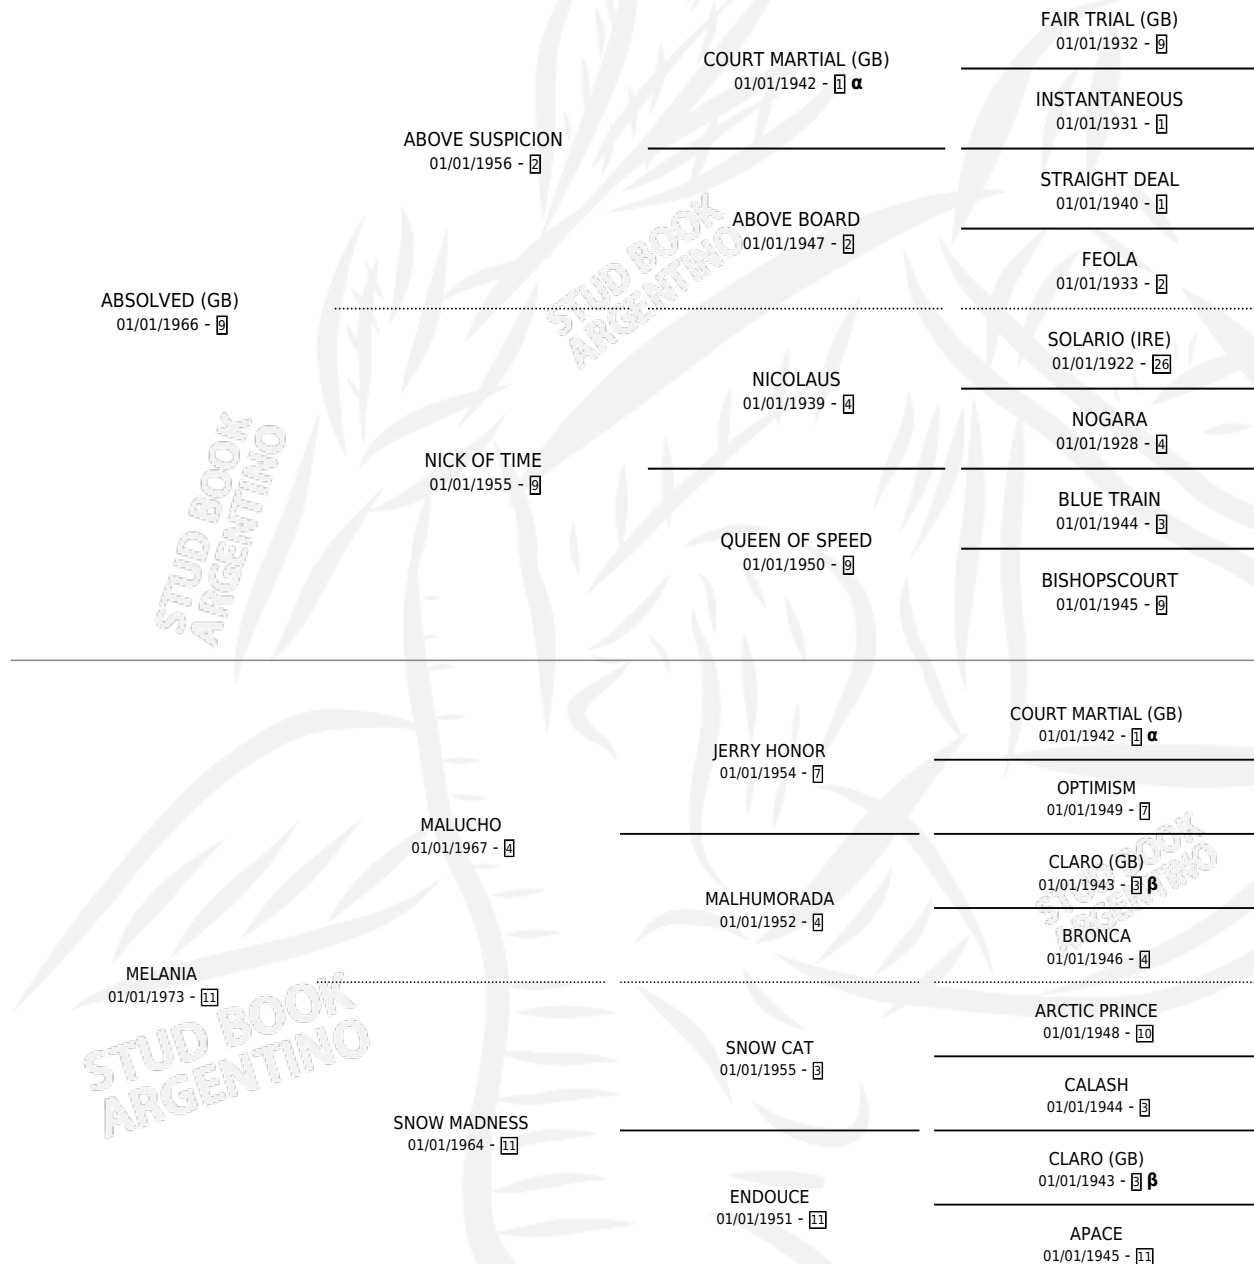 FAIR TRIAL (GB)
01/01/1932 - 9
COURT MARTIAL (GB)
01/01/1942 - 1 α
INSTANTANEOUS
01/01/1931 - 1
ABOVE SUSPICION
01/01/1956 - 2
STRAIGHT DEAL
01/01/1940 - 1
ABOVE BOARD
01/01/1947 - 2
FEOLA
01/01/1933 - 2
ABSOLVED (GB)
01/01/1966 - 9
SOLARIO (IRE)
01/01/1922 - 26
NICOLAUS
01/01/1939 - 4
NOGARA
01/01/1928 - 4
NICK OF TIME
01/01/1955 - 9
BLUE TRAIN
01/01/1944 - 3
QUEEN OF SPEED
01/01/1950 - 9
BISHOPSCOURT
01/01/1945 - 9
COURT MARTIAL (GB)
01/01/1942 - 1 α
JERRY HONOR
01/01/1954 - 7
OPTIMISM
01/01/1949 - 7
MALUCHO
01/01/1967 - 4
CLARO (GB)
01/01/1943 - 3 β
MALHUMORADA
01/01/1952 - 4
BRONCA
01/01/1946 - 4
MELANIA
01/01/1973 - 11
ARCTIC PRINCE
01/01/1948 - 10
SNOW CAT
01/01/1955 - 3
CALASH
01/01/1944 - 3
SNOW MADNESS
01/01/1964 - 11
CLARO (GB)
01/01/1943 - 3 β
ENDOUCE
01/01/1951 - 11
APACE
01/01/1945 - 11
STUD BOOK
ARGENTINO
STUD BOOK
ARGENTINO
STUD BOOK
ARGENTINO
STUD BOOK
ARGENTINO